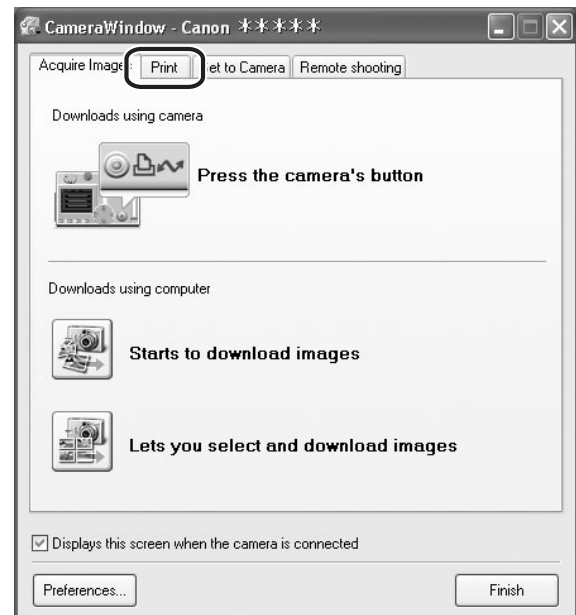 CameraWindow - Canon *****
Acquire Image Print et to Camera Remote shooting
Downloads using camera
Press the camera's button
Downloads using computer
Starts to download images
Lets you select and download images
Displays this screen when the camera is connected
Preferences... Finish